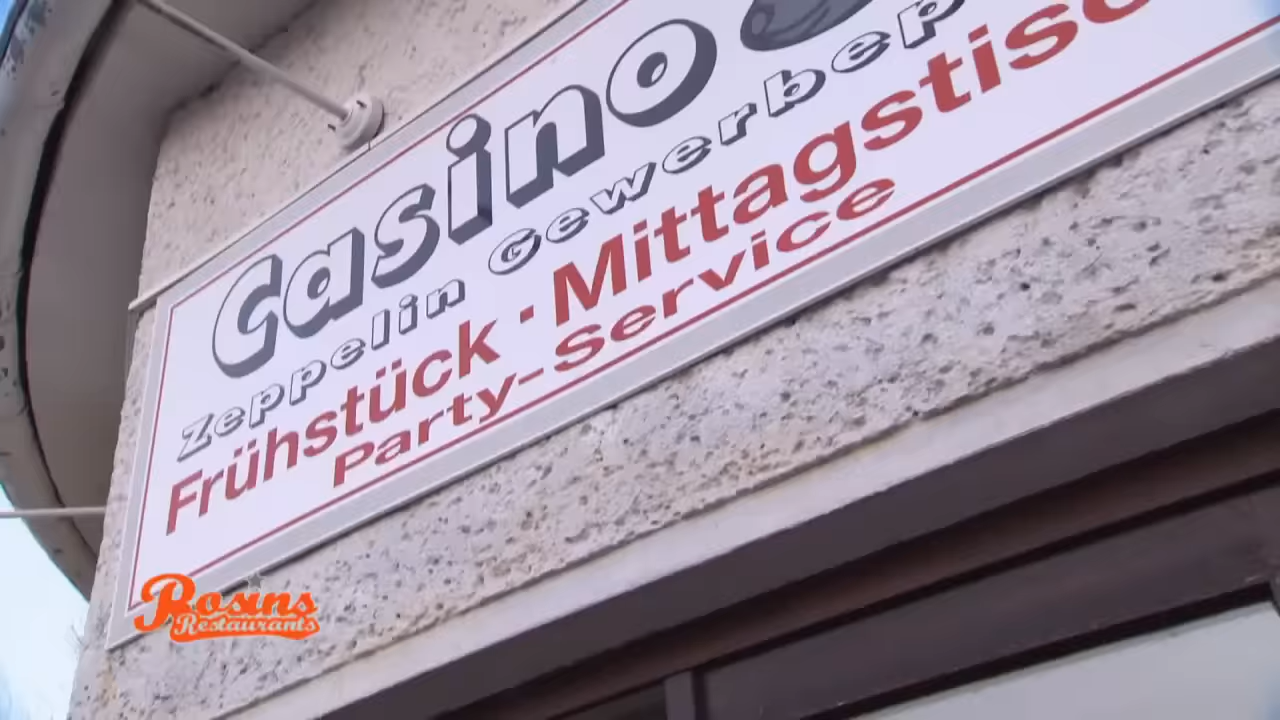 Casino
Zeppelin Gewerbep
Frühstück · Mittagstisc
Party-Service
Rosins
Restaurants